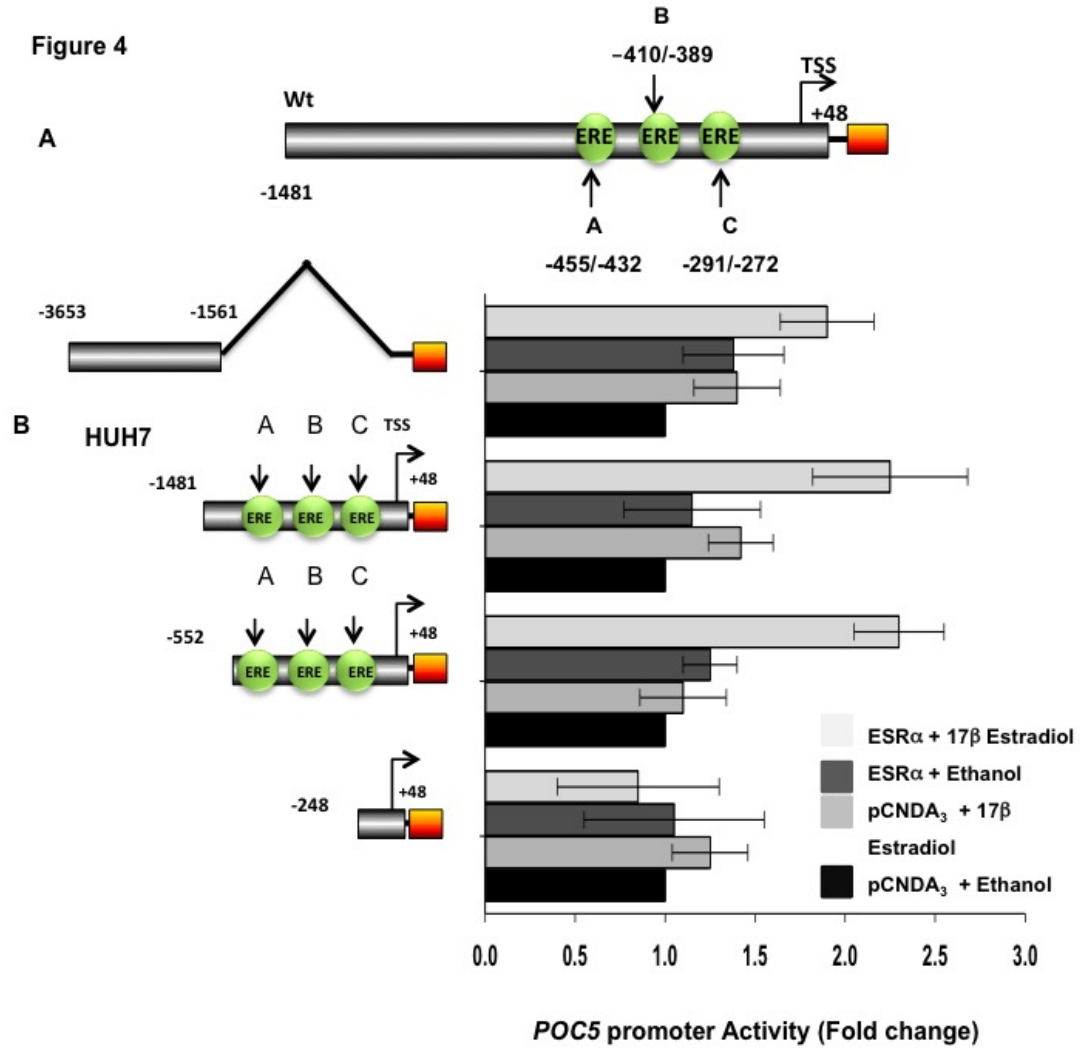 Figure 4
B
–410/-389
TSS
Wt
+48
A
ERE ERE ERE
-1481
A C
-455/-432 -291/-272
-3653 -1561
B
HUH7
A B C TSS
-1481
+48
ERE ERE ERE
A B C
-552
+48
ERE ERE ERE
-248
+48
ESRα + 17β Estradiol
ESRα + Ethanol
pCNDA₃ + 17β
Estradiol
pCNDA₃ + Ethanol
0.0 0.5 1.0 1.5 2.0 2.5 3.0
POC5 promoter Activity (Fold change)